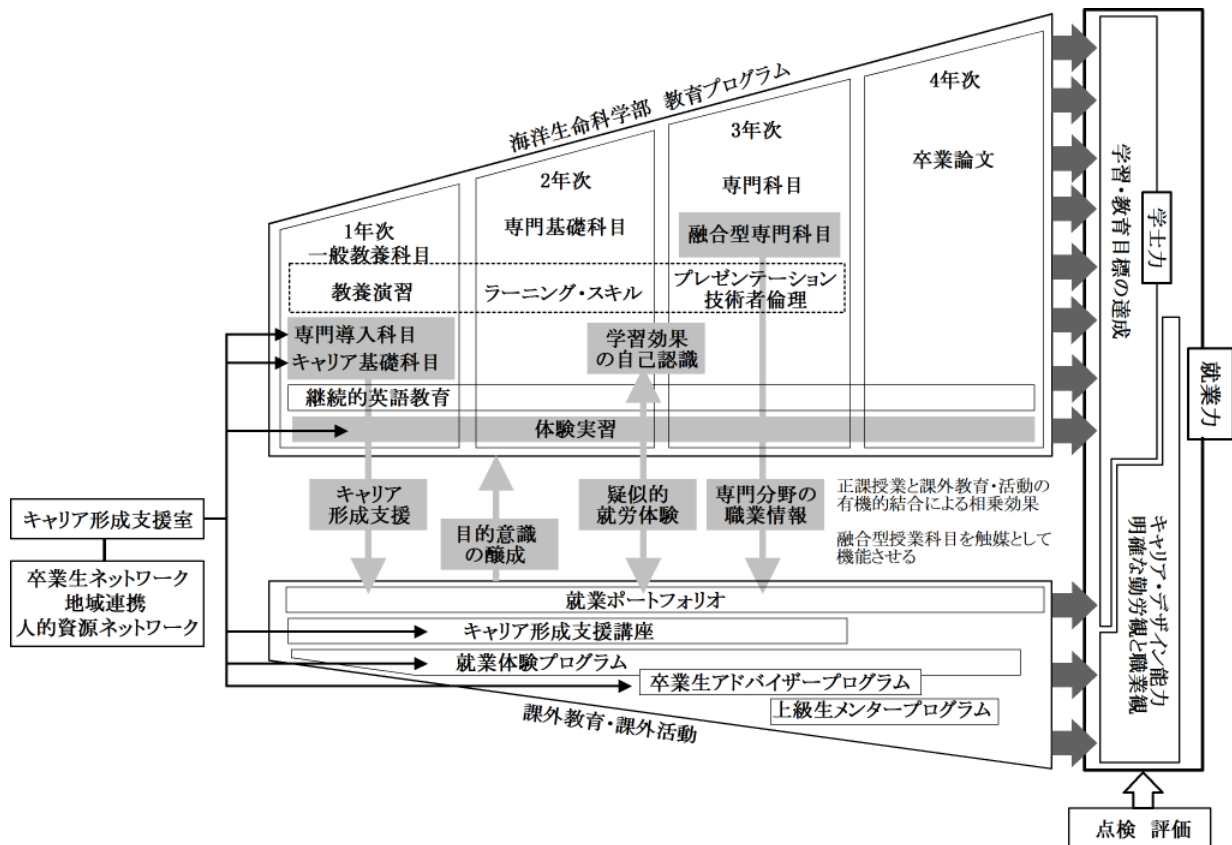 海洋生命科学部 教育プログラム
1年次
一般教養科目
2年次
専門基礎科目
3年次
専門科目
融合型専門科目
4年次
卒業論文
教養演習
ラーニング・スキル
プレゼンテーション
技術者倫理
専門導入科目
キャリア基礎科目
学習効果
の自己認識
継続的英語教育
体験実習
キャリア
形成支援
目的意識
の醸成
疑似的
就労体験
専門分野の
職業情報
正課授業と課外教育・活動の
有機的結合による相乗効果
融合型授業科目を触媒として
機能させる
キャリア形成支援室
卒業生ネットワーク
地域連携
人的資源ネットワーク
就業ポートフォリオ
キャリア形成支援講座
就業体験プログラム
卒業生アドバイザープログラム
上級生メンタープログラム
課外教育・課外活動
学習・教育目標の達成
学士力
就業力
キャリア・デザイン能力
明確な勤労観と職業観
点検 評価